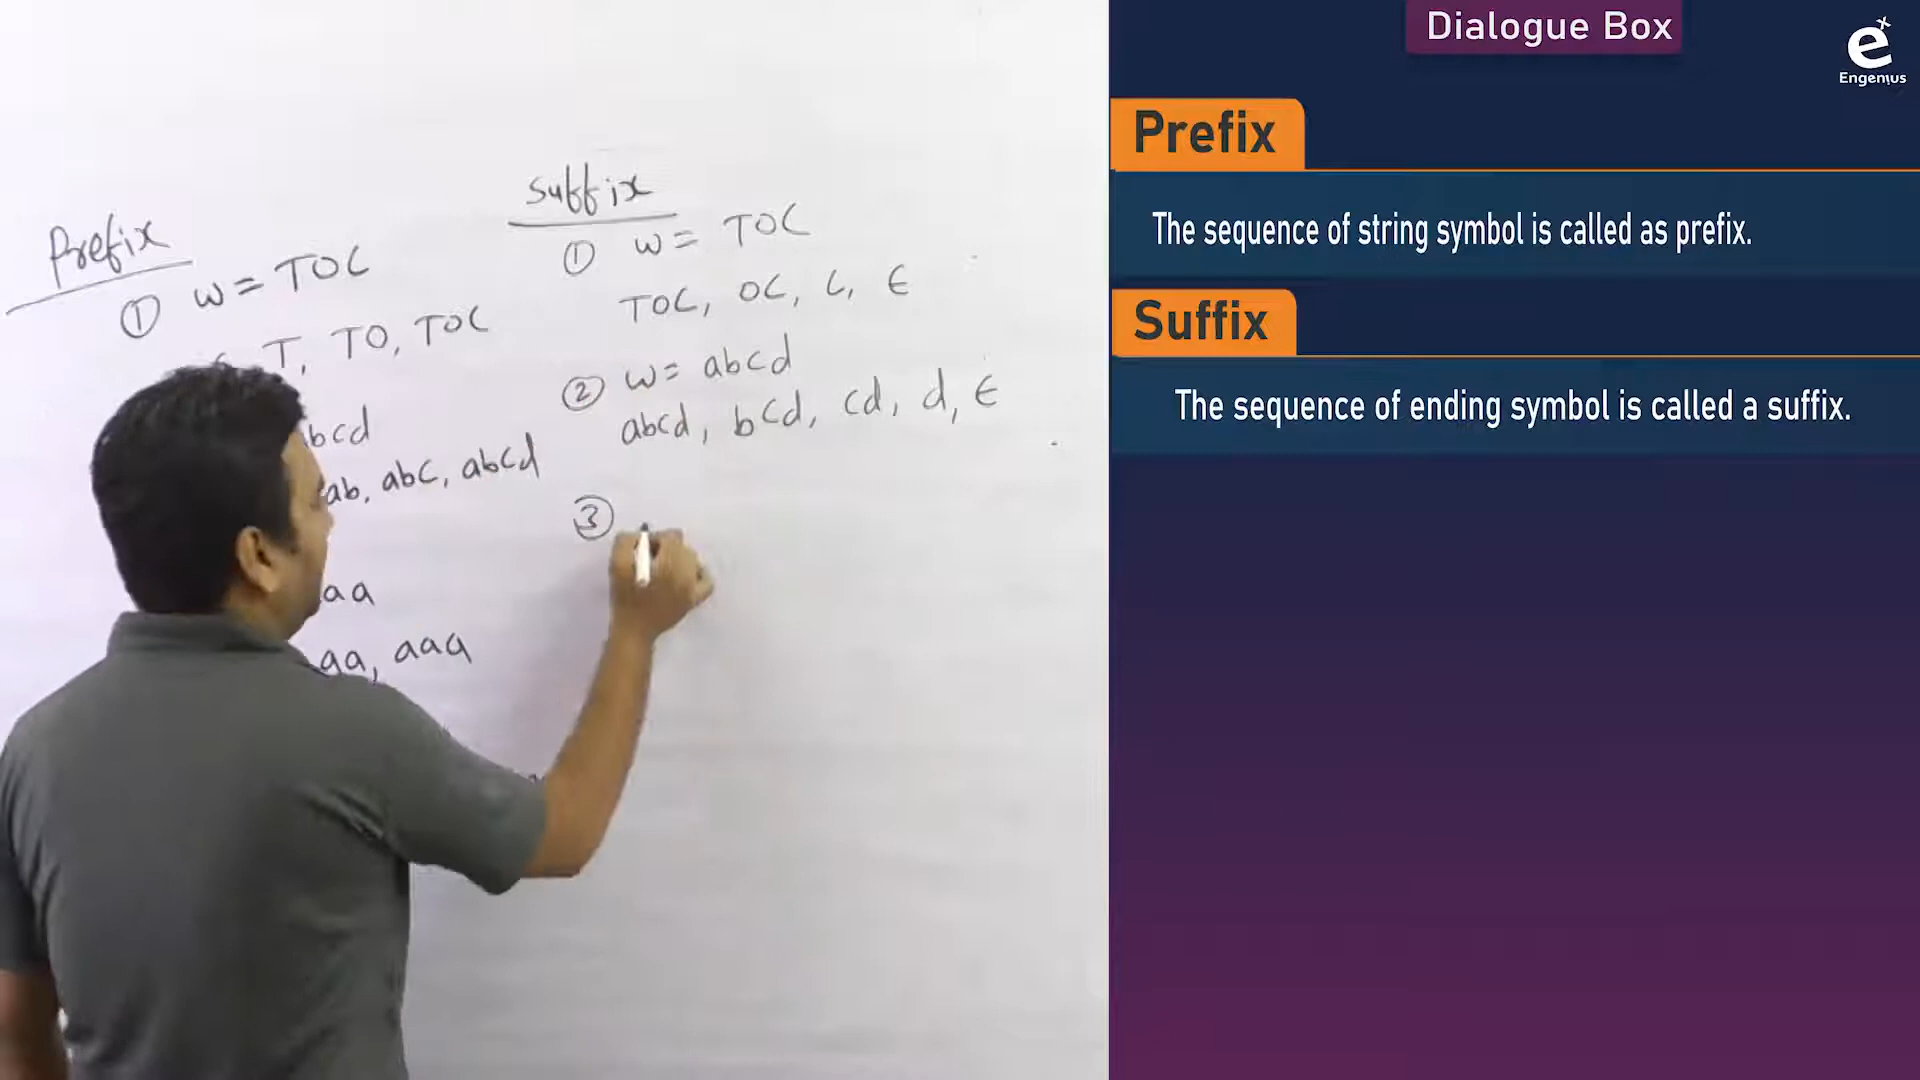 Prefix
① w = TOC
T, TO, TOC
bcd
ab, abc, abcd
aa
aa, aaa
Suffix
① w = TOC
TOC, OC, C, ϵ
② w = abcd
abcd, bcd, cd, d, ϵ
③
Dialogue Box
ex
Engenius
Prefix
The sequence of string symbol is called as prefix.
Suffix
The sequence of ending symbol is called a suffix.